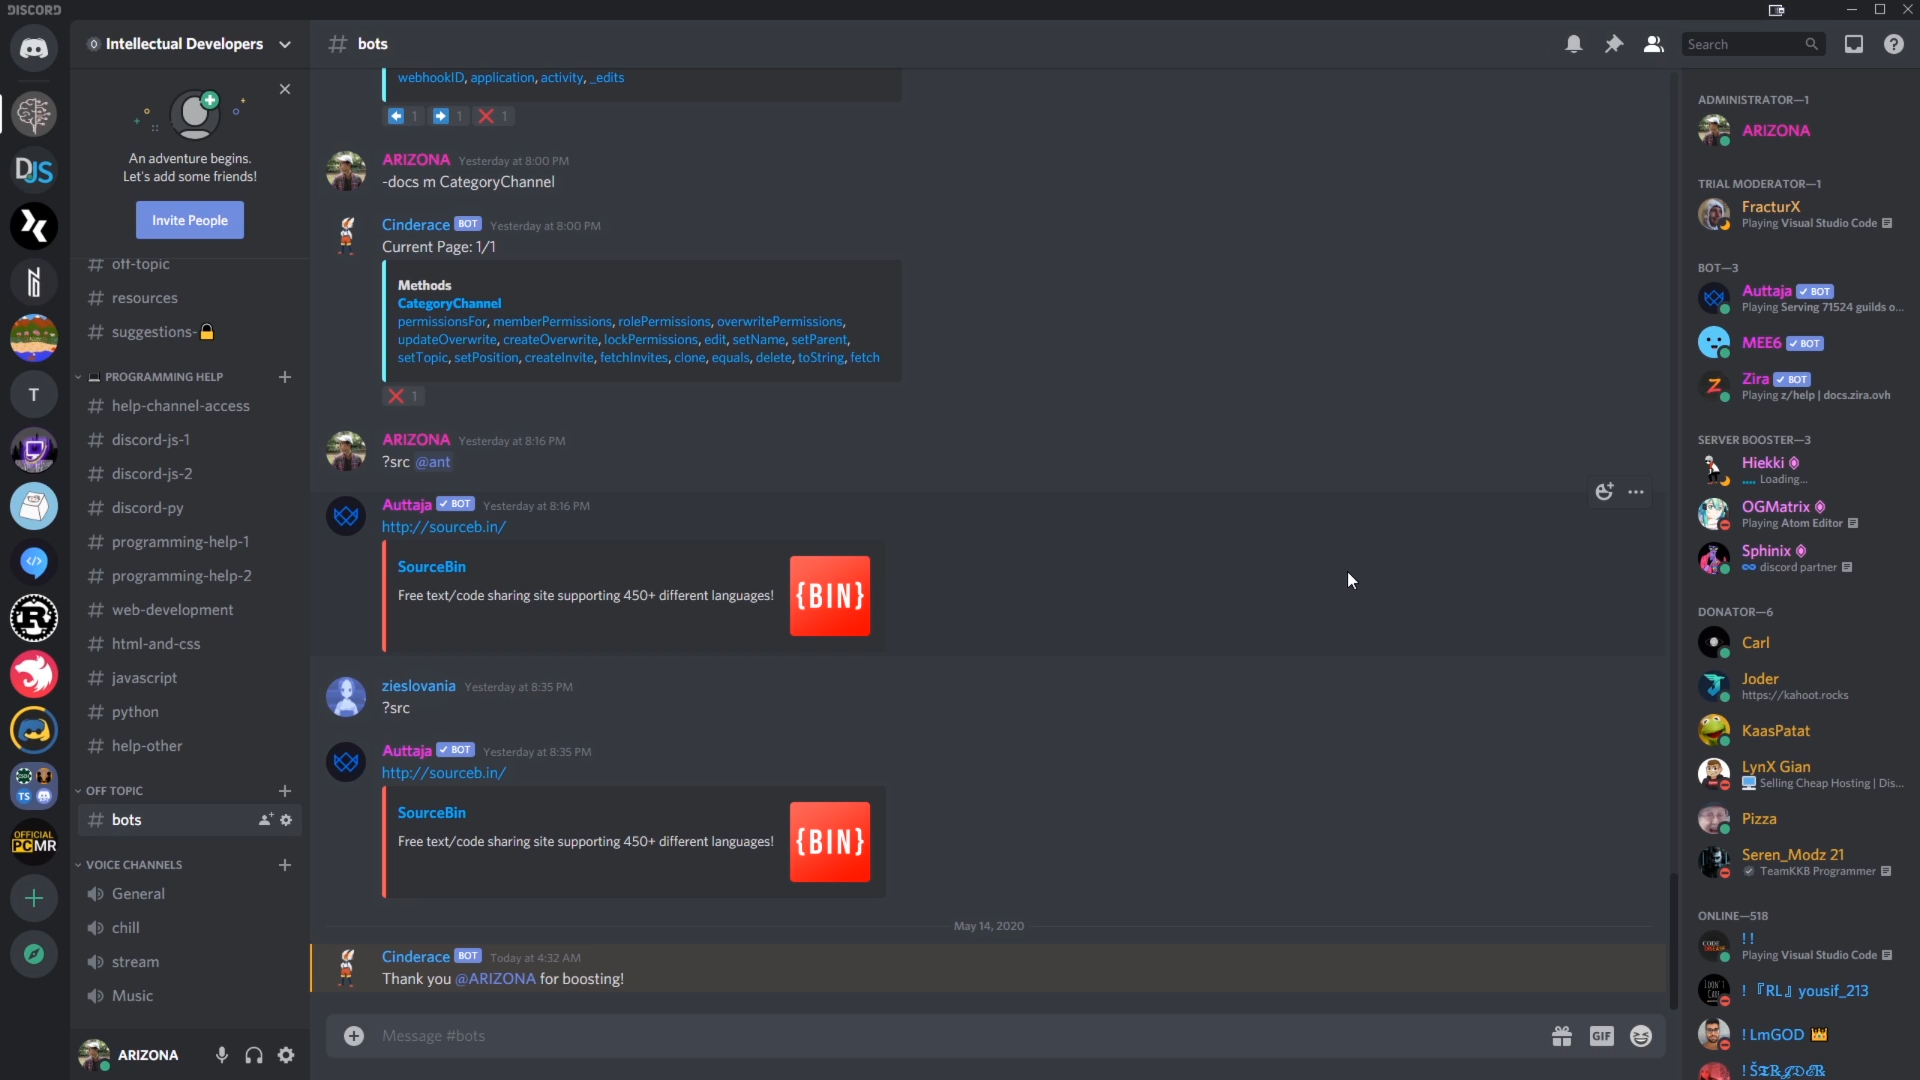 DISCORD
Intellectual Developers
An adventure begins.
Let's add some friends!
Invite People
off-topic
resources
suggestions-🔒
PROGRAMMING HELP
help-channel-access
discord-js-1
discord-js-2
discord-py
programming-help-1
programming-help-2
web-development
html-and-css
javascript
python
help-other
OFF TOPIC
bots
VOICE CHANNELS
General
chill
stream
Music
ARIZONA
DJS
T
TS
OFFICIAL
PCMR
# bots
Search
webhookID, application, activity, _edits
1 1 1
ARIZONA Yesterday at 8:00 PM
-docs m CategoryChannel
Cinderace BOT Yesterday at 8:00 PM
Current Page: 1/1
Methods
CategoryChannel
permissionsFor, memberPermissions, rolePermissions, overwritePermissions,
updateOverwrite, createOverwrite, lockPermissions, edit, setName, setParent,
setTopic, setPosition, createInvite, fetchInvites, clone, equals, delete, toString, fetch
1
ARIZONA Yesterday at 8:16 PM
?src @ant
Auttaja ✓ BOT Yesterday at 8:16 PM
http://sourceb.in/
SourceBin
Free text/code sharing site supporting 450+ different languages!
{BIN}
zieslovania Yesterday at 8:35 PM
?src
Auttaja ✓ BOT Yesterday at 8:35 PM
http://sourceb.in/
SourceBin
Free text/code sharing site supporting 450+ different languages!
{BIN}
May 14, 2020
Cinderace BOT Today at 4:32 AM
Thank you @ARIZONA for boosting!
Message #bots
GIF
ADMINISTRATOR—1
ARIZONA
TRIAL MODERATOR—1
FracturX
Playing Visual Studio Code
BOT—3
Auttaja ✓ BOT
Playing Serving 71524 guilds o...
MEE6 ✓ BOT
Zira ✓ BOT
Playing z/help | docs.zira.ovh
SERVER BOOSTER—3
Hiekki
Loading...
OGMatrix
Playing Atom Editor
Sphinix
discord partner
DONATOR—6
Carl
Joder
https://kahoot.rocks
KaasPatat
LynX Gian
Selling Cheap Hosting | Dis...
Pizza
Seren_Modz 21
TeamKKB Programmer
ONLINE—518
! !
Playing Visual Studio Code
! 『RL』yousif_213
! LmGOD 👑